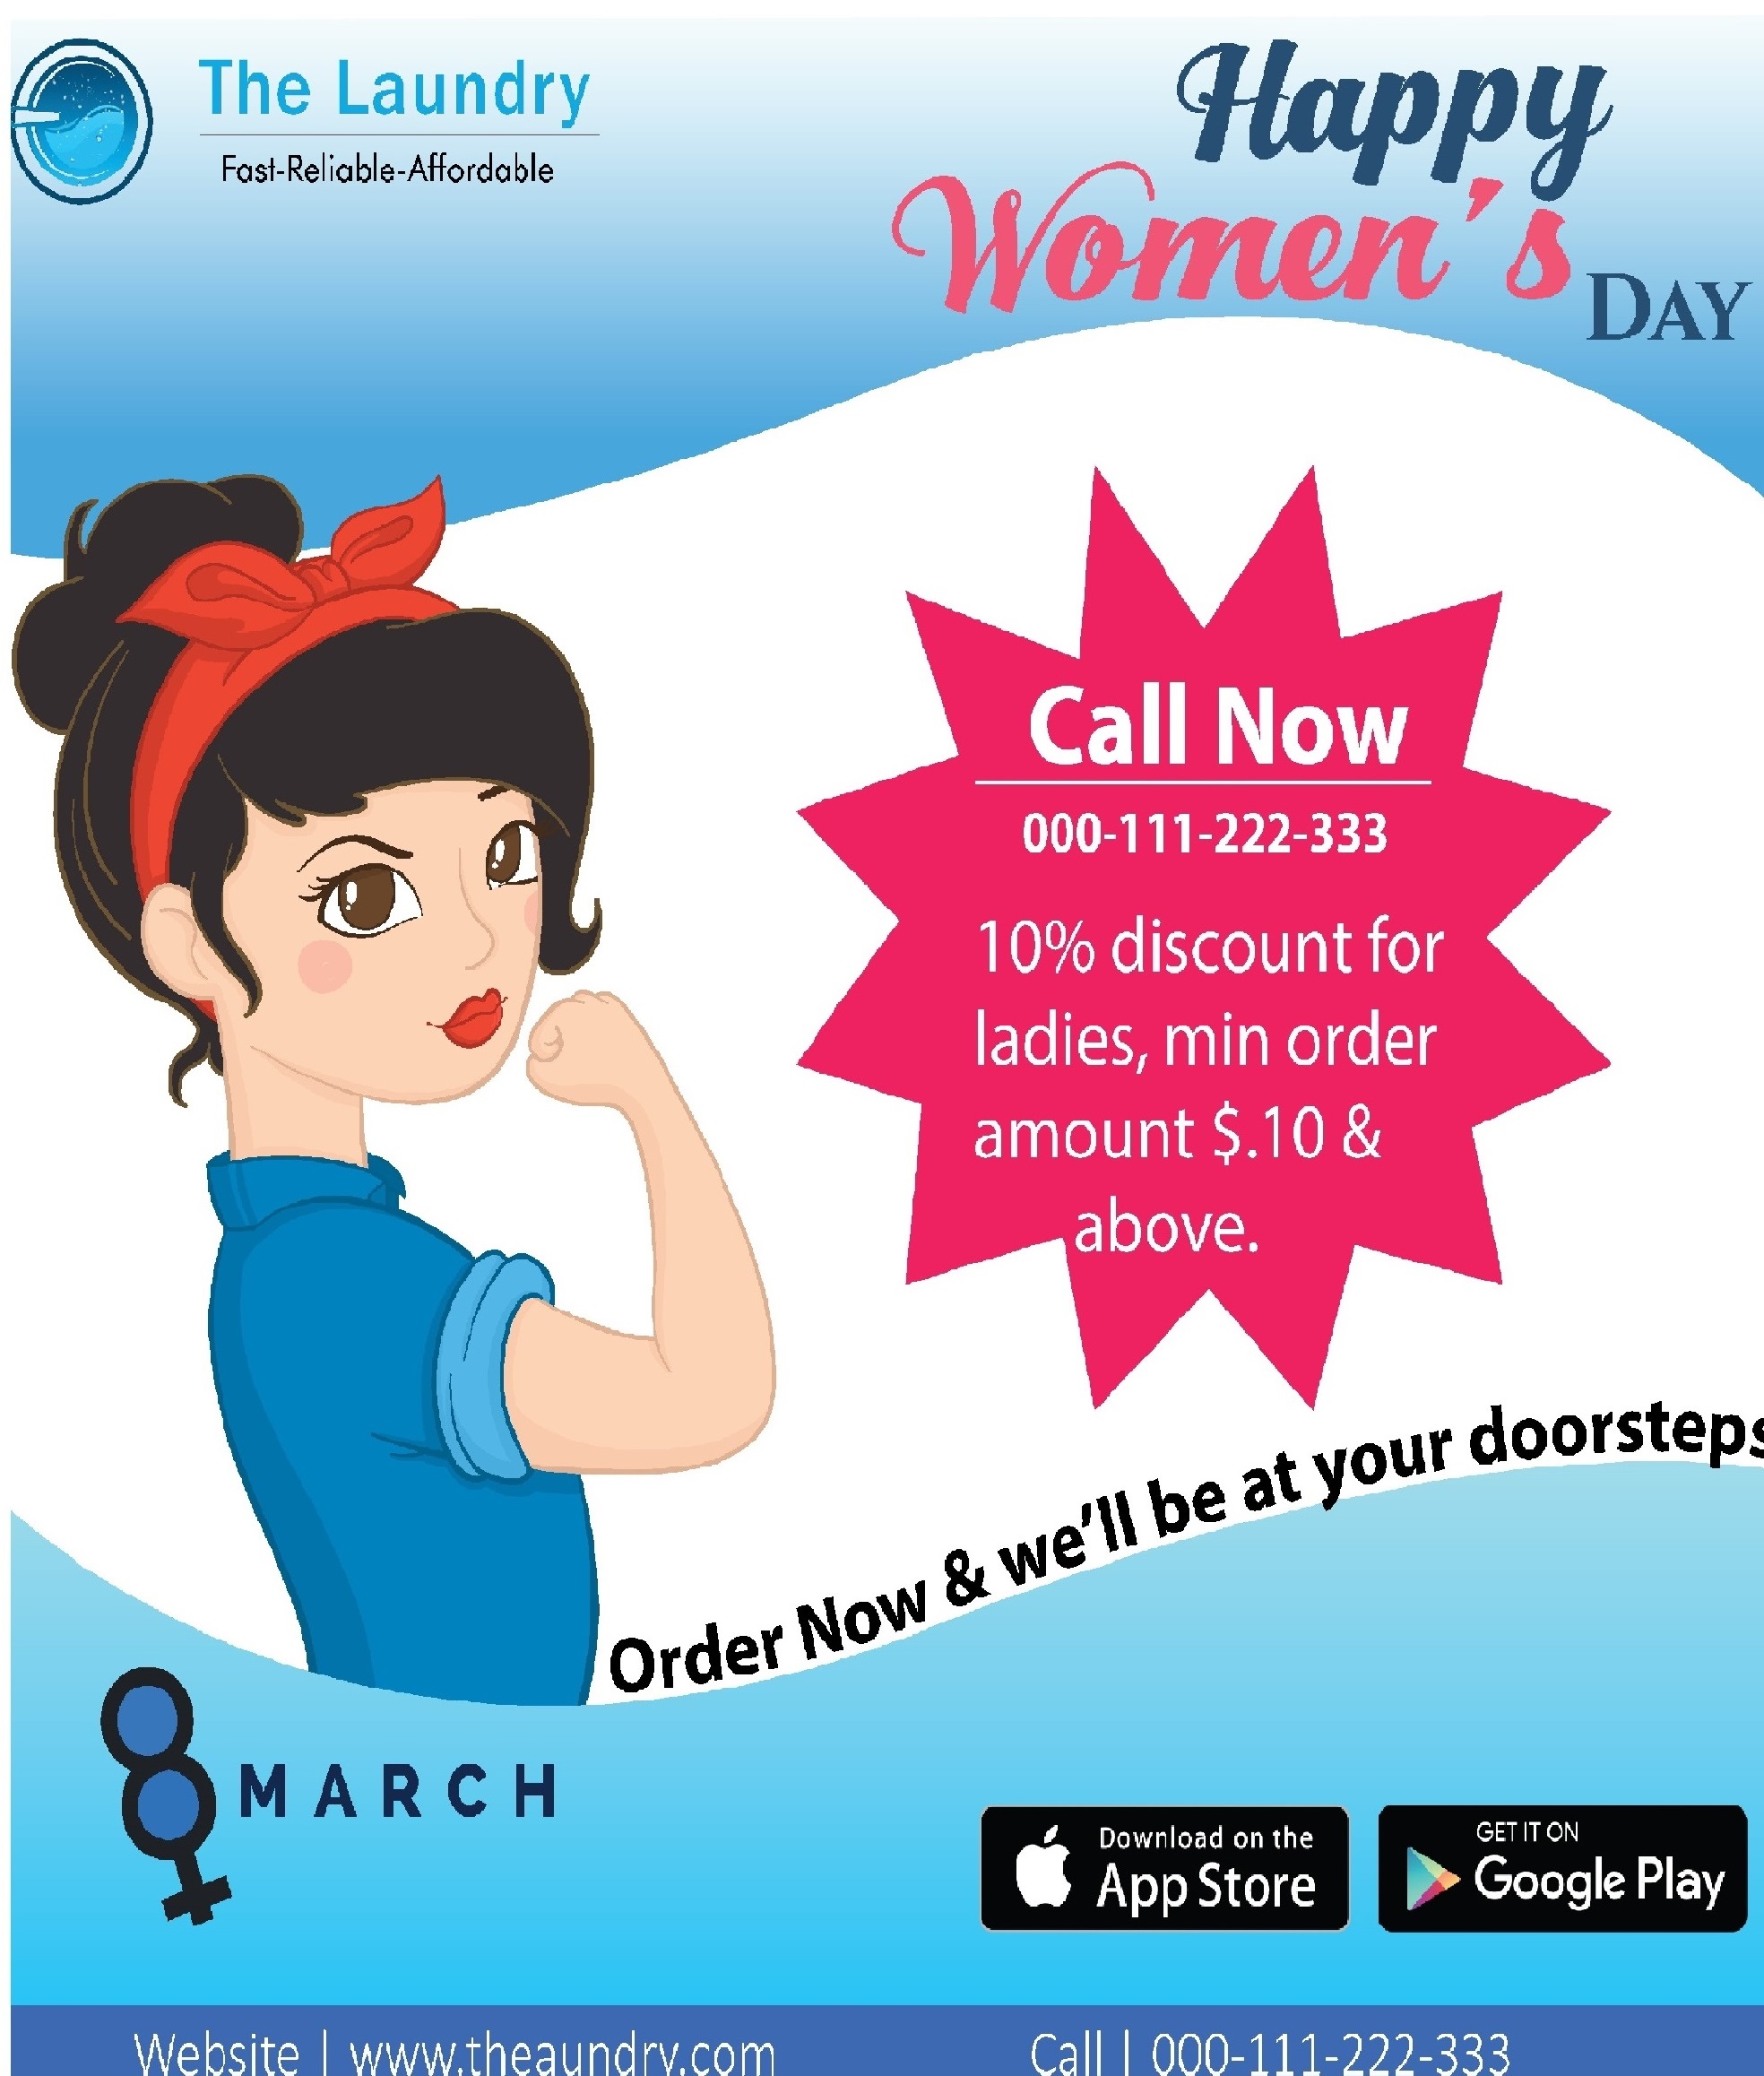 The Laundry
Fast-Reliable-Affordable
Happy
Women's
DAY
Call Now
000-111-222-333
10% discount for
ladies, min order
amount $.10 &
above.
Order Now & we'll be at your doorsteps
8 MARCH
Download on the
App Store
GET IT ON
Google Play
Website | www.theaundry.com
Call | 000-111-222-333